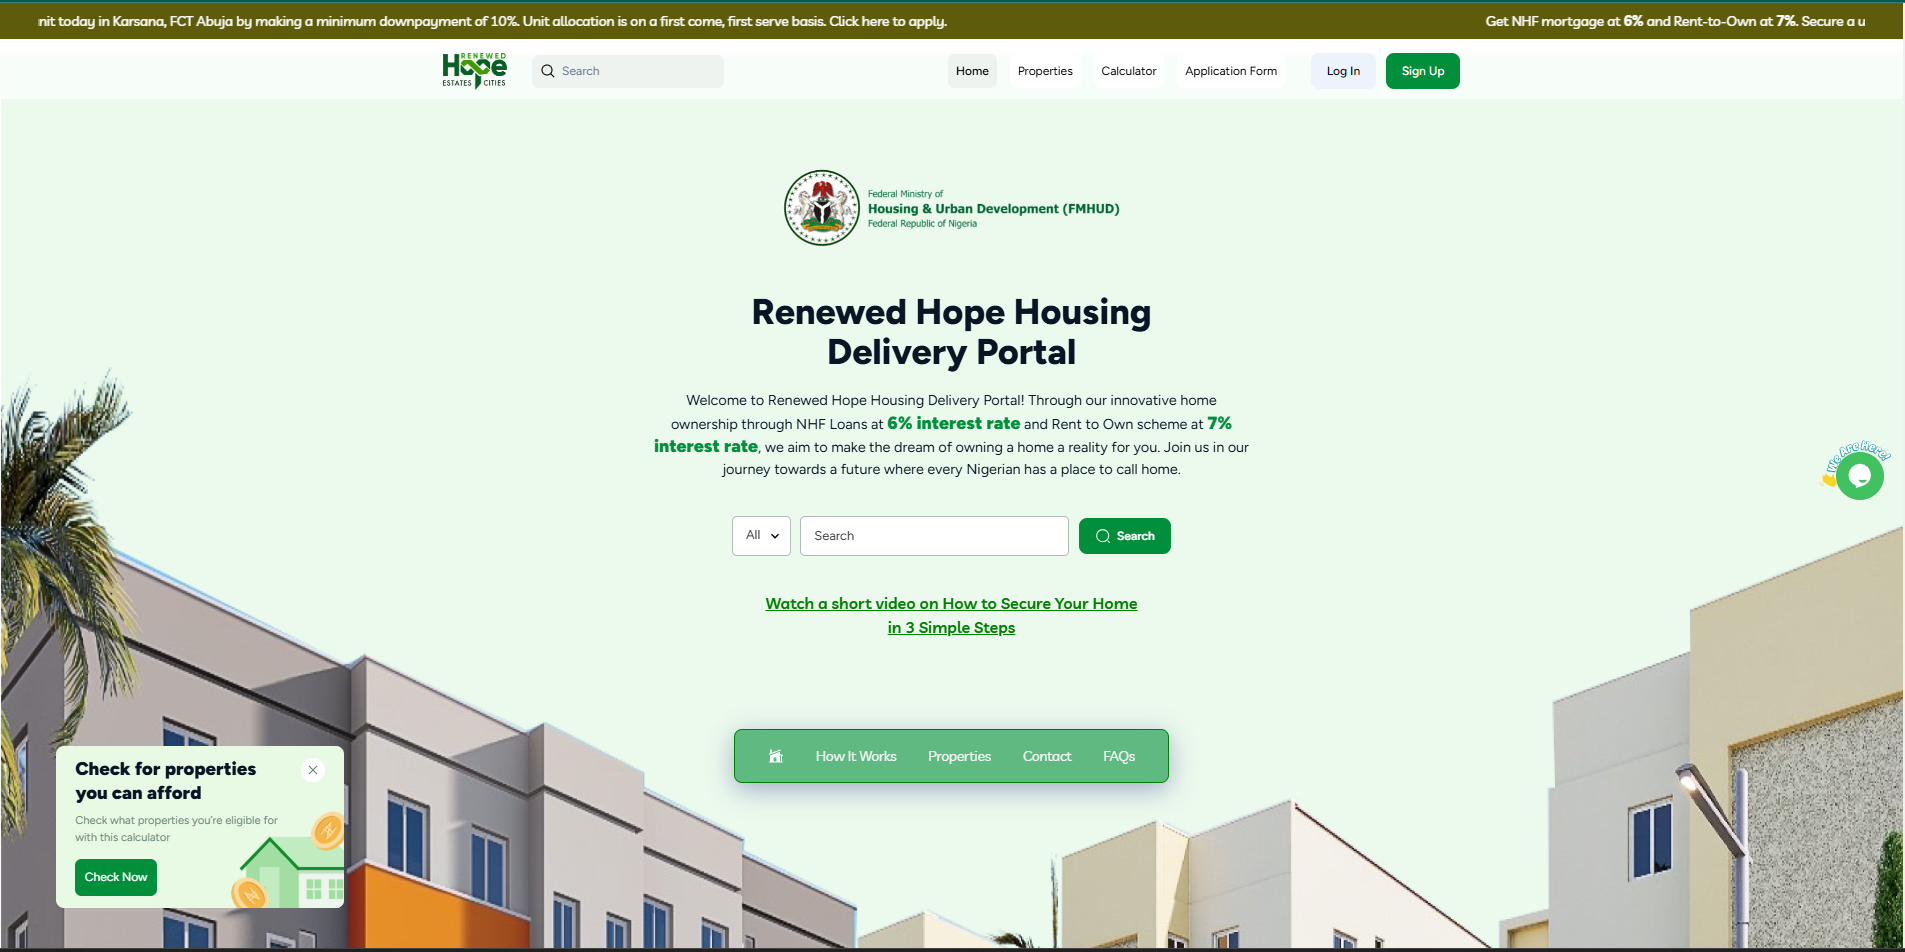 nit today in Karsana, FCT Abuja by making a minimum downpayment of 10%. Unit allocation is on a first come, first serve basis. Click here to apply.
Get NHF mortgage at 6% and Rent-to-Own at 7%. Secure a u
RENEWED
Hope
ESTATES CITIES
Search
Home
Properties
Calculator
Application Form
Log In
Sign Up
Federal Ministry of
Housing & Urban Development (FMHUD)
Federal Republic of Nigeria
Renewed Hope Housing
Delivery Portal
Welcome to Renewed Hope Housing Delivery Portal! Through our innovative home
ownership through NHF Loans at 6% interest rate and Rent to Own scheme at 7%
interest rate, we aim to make the dream of owning a home a reality for you. Join us in our
journey towards a future where every Nigerian has a place to call home.
We Are Here!
All
Search
Search
Watch a short video on How to Secure Your Home
in 3 Simple Steps
How It Works
Properties
Contact
FAQs
Check for properties
you can afford
Check what properties you're eligible for
with this calculator
Check Now